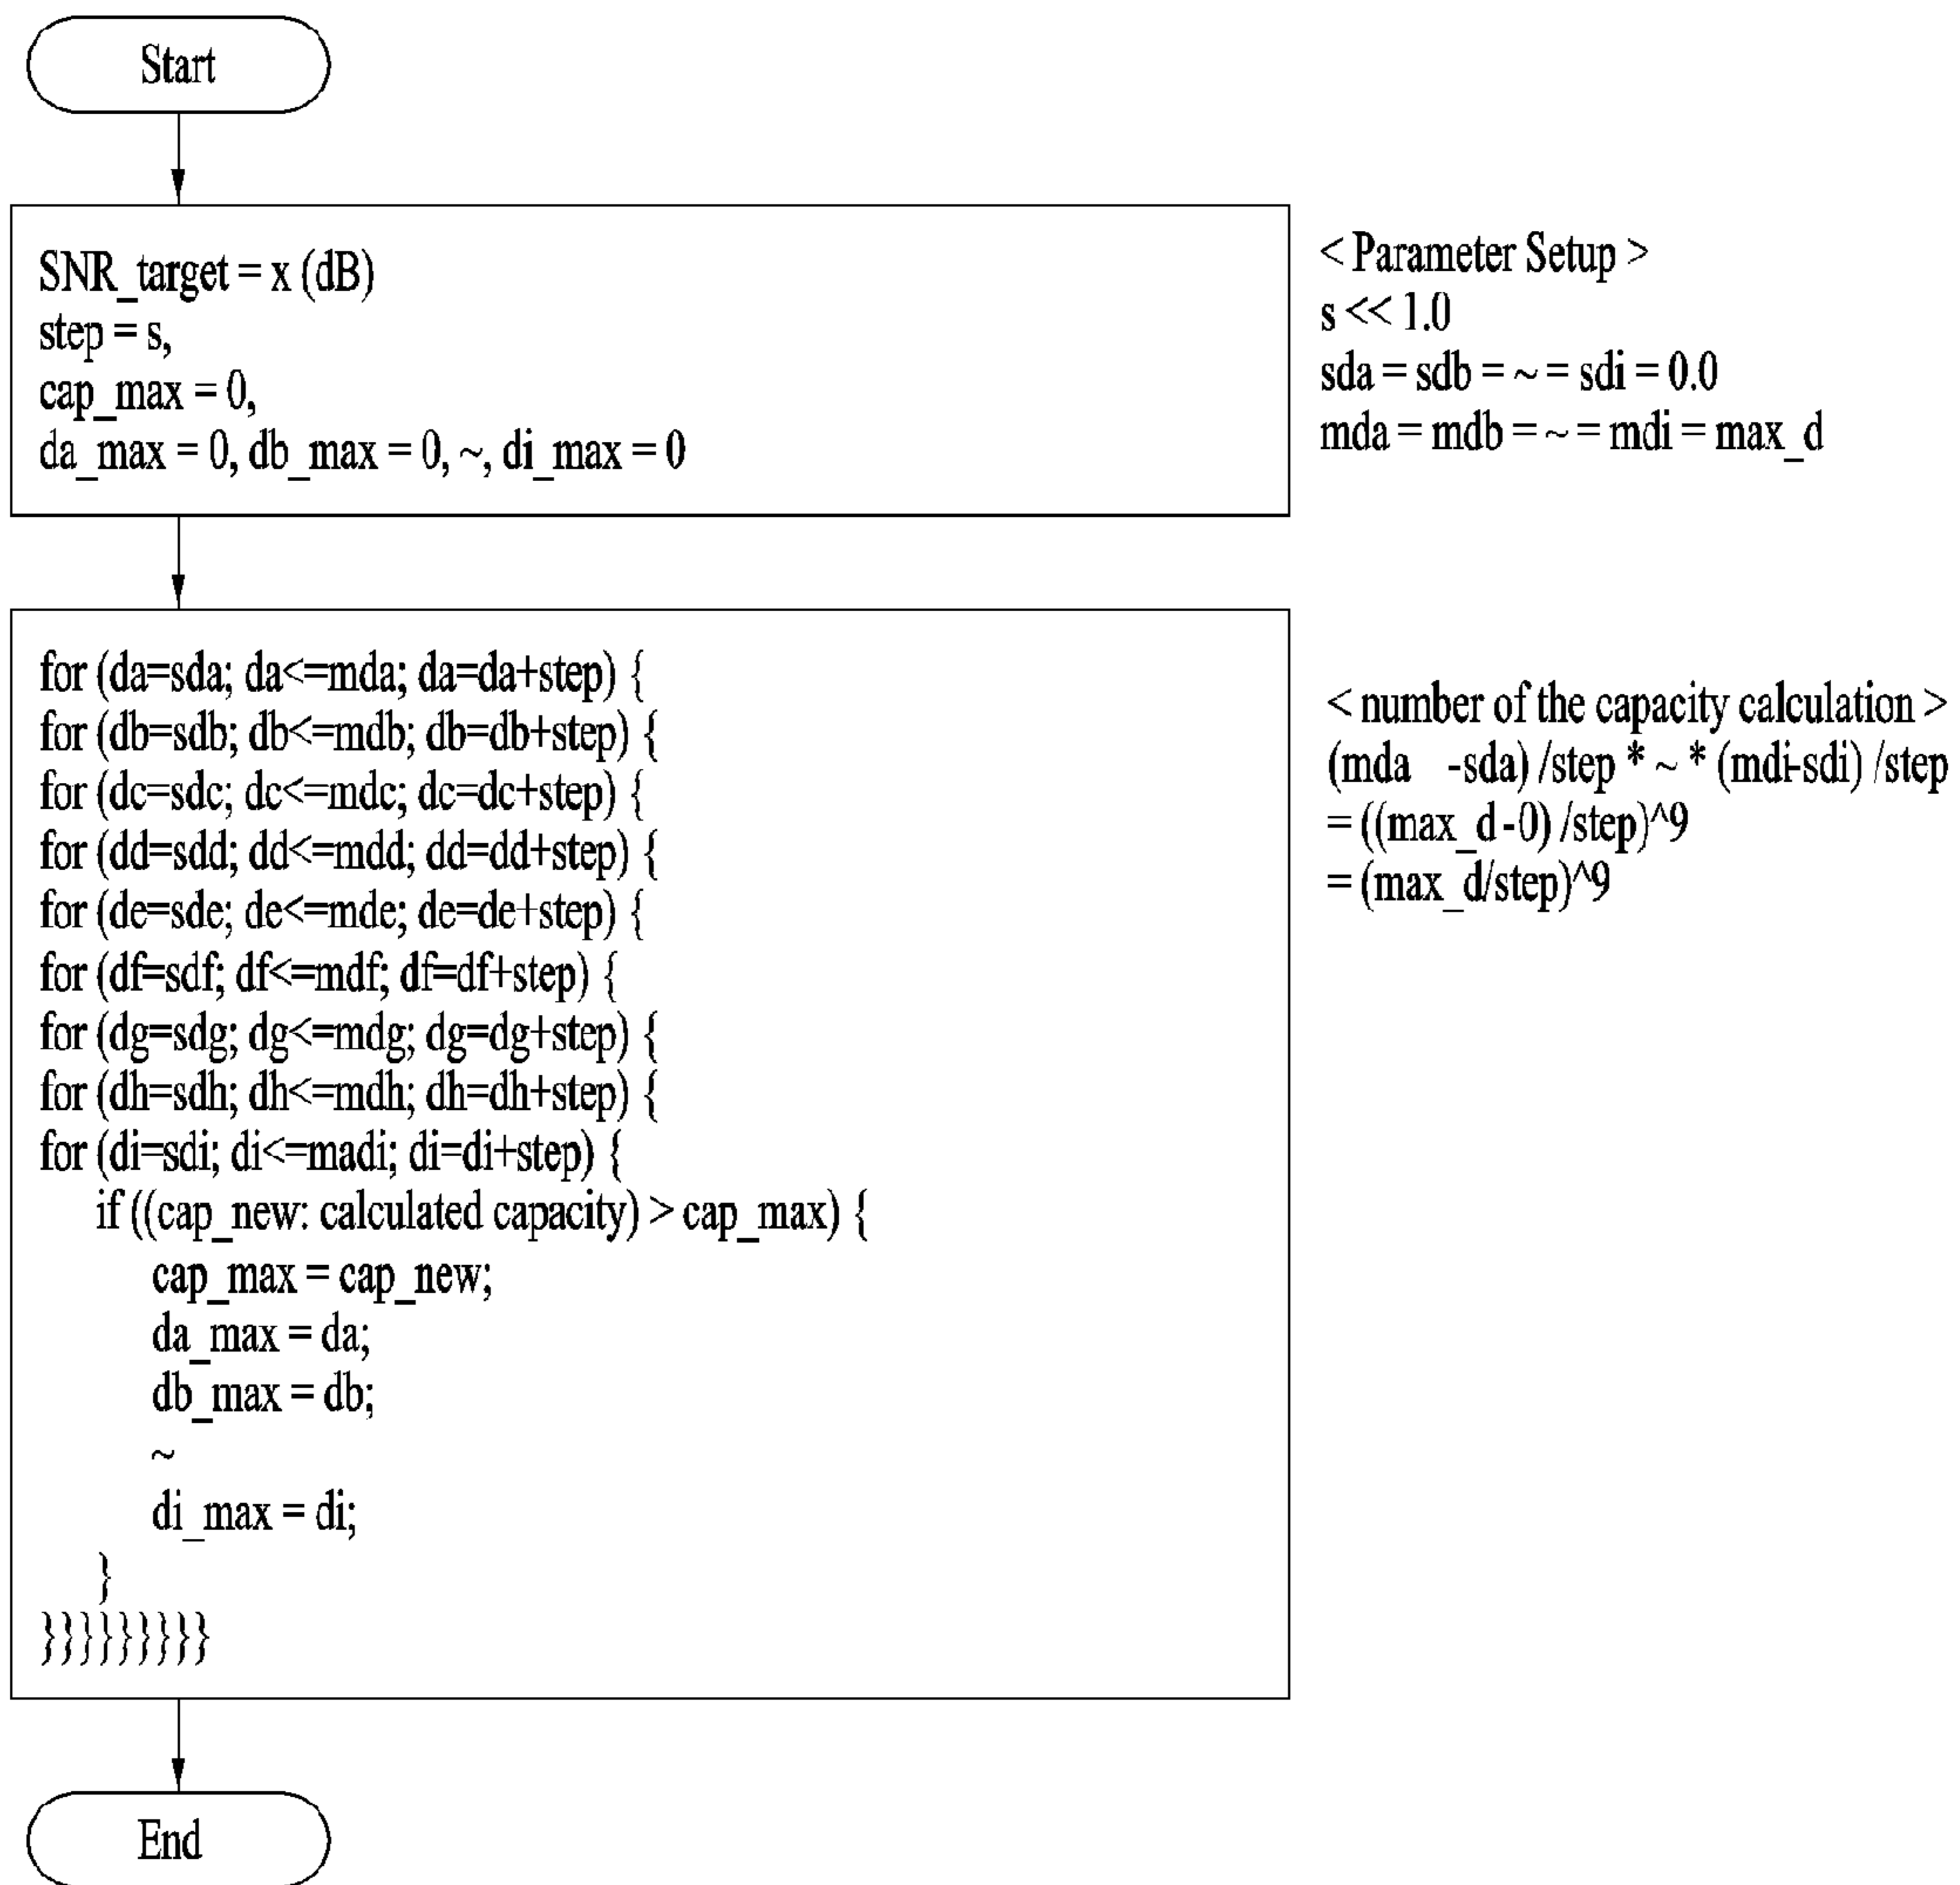 Start
SNR_target = x (dB)
step = s,
cap_max = 0,
da_max = 0, db_max = 0, ~, di_max = 0
< Parameter Setup >
s << 1.0
sda = sdb = ~ = sdi = 0.0
mda = mdb = ~ = mdi = max_d
for (da=sda; da<=mda; da=da+step) {
for (db=sdb; db<=mdb; db=db+step) {
for (dc=sdc; dc<=mdc; dc=dc+step) {
for (dd=sdd; dd<=mdd; dd=dd+step) {
for (de=sde; de<=mde; de=de+step) {
for (df=sdf; df<=mdf; df=df+step) {
for (dg=sdg; dg<=mdg; dg=dg+step) {
for (dh=sdh; dh<=mdh; dh=dh+step) {
for (di=sdi; di<=madi; di=di+step) {
if ((cap_new: calculated capacity) > cap_max) {
cap_max = cap_new;
da_max = da;
db_max = db;
~
di_max = di;
}
}}}}}}}}}
< number of the capacity calculation >
(mda -sda) /step * ~ * (mdi-sdi) /step
= ((max_d-0) /step)^9
= (max_d/step)^9
End